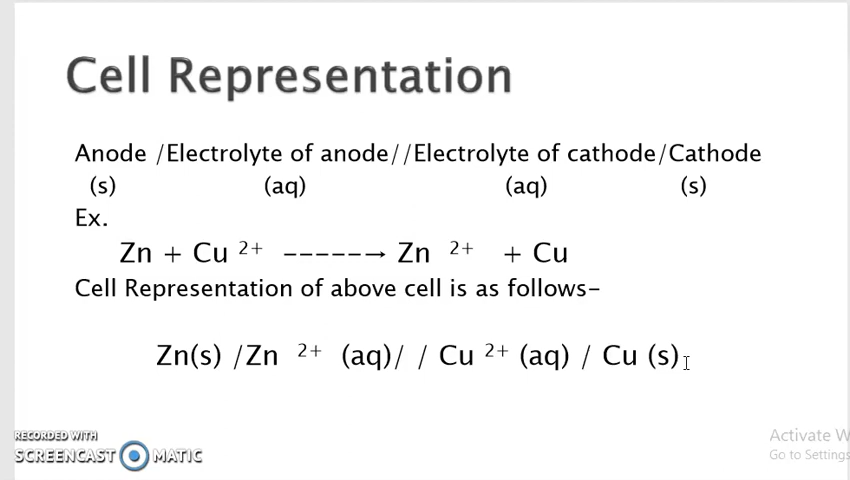 Cell Representation
Anode /Electrolyte of anode//Electrolyte of cathode/Cathode
(s) (aq) (aq) (s)
Ex.
Zn + Cu 2+ ------→ Zn 2+ + Cu
Cell Representation of above cell is as follows-
Zn(s) /Zn 2+ (aq)/ / Cu 2+ (aq) / Cu (s)
RECORDED WITH
SCREENCAST MATIC
Activate W
Go to Settings